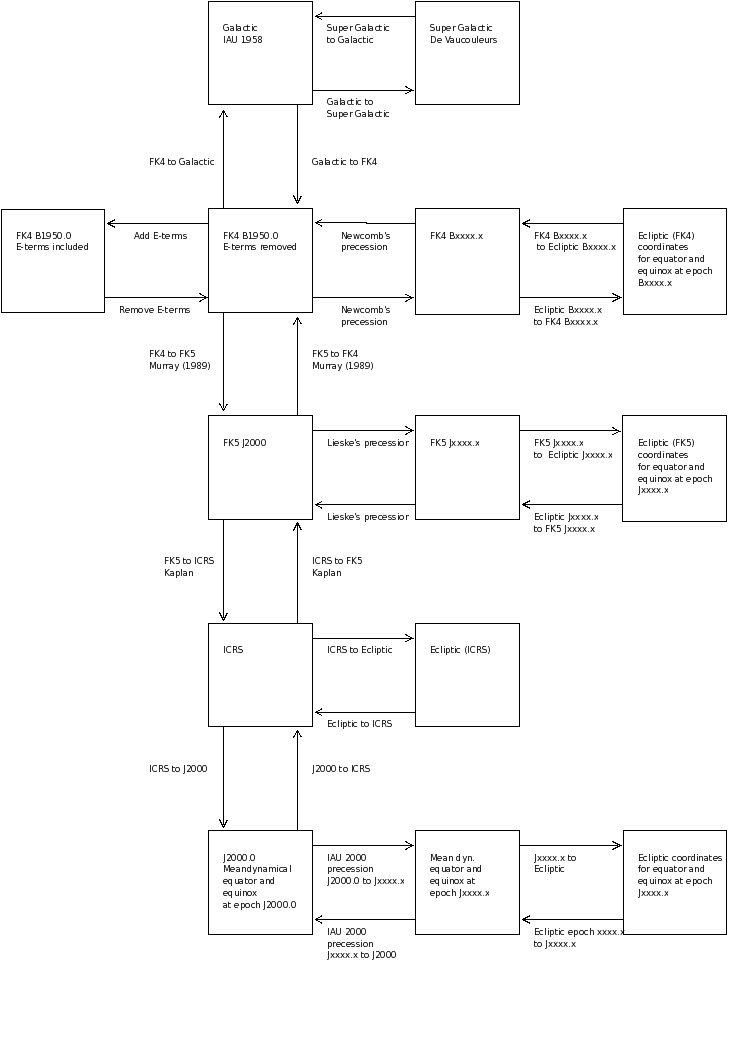 Galactic
IAU 1958
Super Galactic
to Galactic
Super Galactic
De Vaucouleurs
Galactic to
Super Galactic
FK4 to Galactic
Galactic to FK4
FK4 B1950.0
E-terms included
Add E-terms
Remove E-terms
FK4 B1950.0
E-terms removed
Newcomb's
precession
Newcomb's
precession
FK4 Bxxxx.x
FK4 Bxxxx.x
to Ecliptic Bxxxx.x
Ecliptic Bxxxx.x
to FK4 Bxxxx.x
Ecliptic (FK4)
coordinates
for equator and
equinox at epoch
Bxxxx.x
FK4 to FK5
Murray (1989)
FK5 to FK4
Murray (1989)
FK5 J2000
Lieske's precession
Lieske's precession
FK5 Jxxxx.x
FK5 Jxxxx.x
to Ecliptic Jxxxx.x
Ecliptic Jxxxx.x
to FK5 Jxxxx.x
Ecliptic (FK5)
coordinates
for equator and
equinox at epoch
Jxxxx.x
FK5 to ICRS
Kaplan
ICRS to FK5
Kaplan
ICRS
ICRS to Ecliptic
Ecliptic to ICRS
Ecliptic (ICRS)
ICRS to J2000
J2000 to ICRS
J2000.0
Meandynamical
equator and
equinox
at epoch J2000.0
IAU 2000
precession
J2000.0 to Jxxxx.x
IAU 2000
precession
Jxxxx.x to J2000
Mean dyn.
equator and
equinox at
epoch Jxxxx.x
Jxxxx.x to
Ecliptic
Ecliptic epoch xxxx.x
to Jxxxx.x
Ecliptic coordinates
for equator and
equinox at epoch
Jxxxx.x